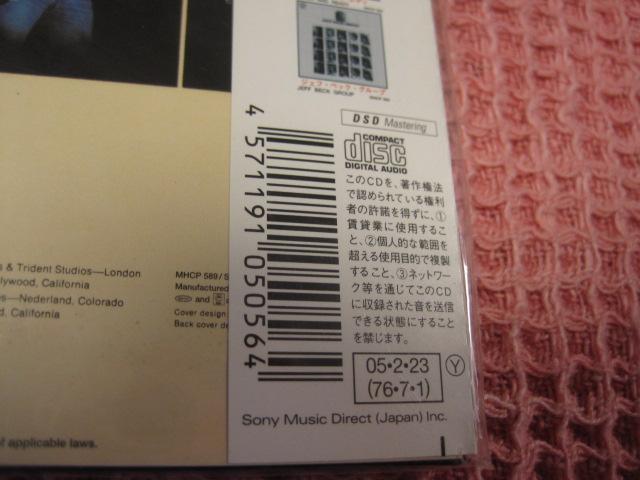 ジェフ・ベック・グループ
JEFF BECK GROUP
DSD Mastering
COMPACT
disc
DIGITAL AUDIO
このCDを、著作権法
で認められている権利
者の許諾を得ずに、①
賃貸業に使用するこ
と、②個人的な範囲を
超える使用目的で複製
すること、③ネットワー
ク等を通じてこのCD
に収録された音を送信
できる状態にすること
を禁じます。
4 571191 050564
05・2・23
(76・7・1)
Y
Sony Music Direct (Japan) Inc.
& Trident Studios—London
California
—Nederland, Colorado
California
MHCP 589/S
Manufactured
and
Cover design
Back cover de
of applicable laws.